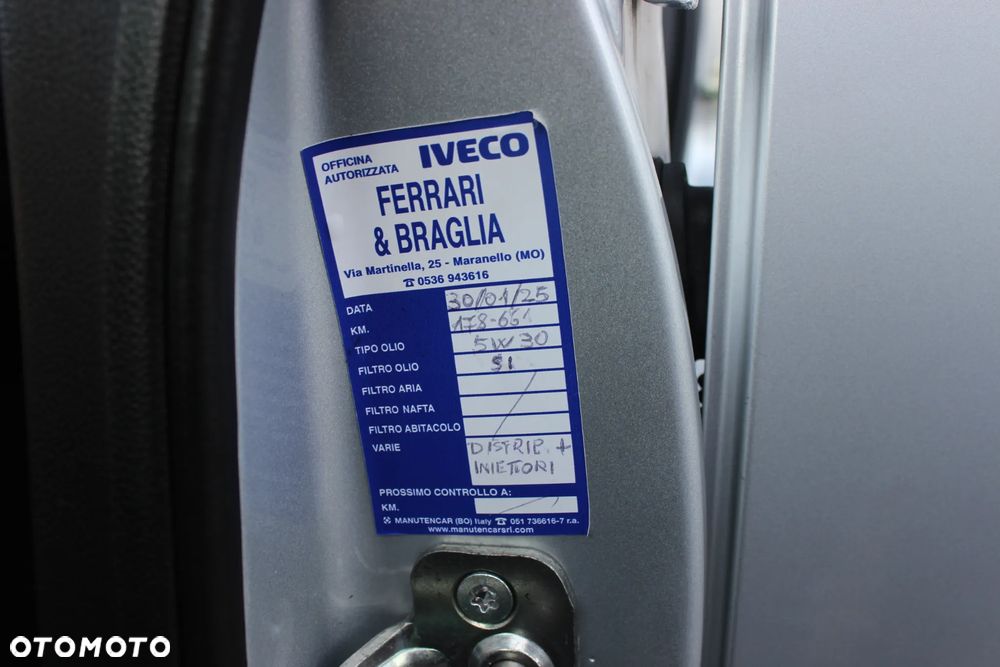 OFFICINA AUTORIZZATA IVECO
FERRARI
& BRAGLIA
Via Martinella, 25 - Maranello (MO)
☎ 0536 943616
DATA 30/01/25
KM. 178-661
TIPO OLIO 5W30
FILTRO OLIO SI
FILTRO ARIA
FILTRO NAFTA
FILTRO ABITACOLO
VARIE DISTRIB. +
INIETTORI
PROSSIMO CONTROLLO A:
KM.
MANUTENCAR (BO) Italy ☎ 051 736616-7 r.a.
www.manutencarsrl.com
OTOMOTO